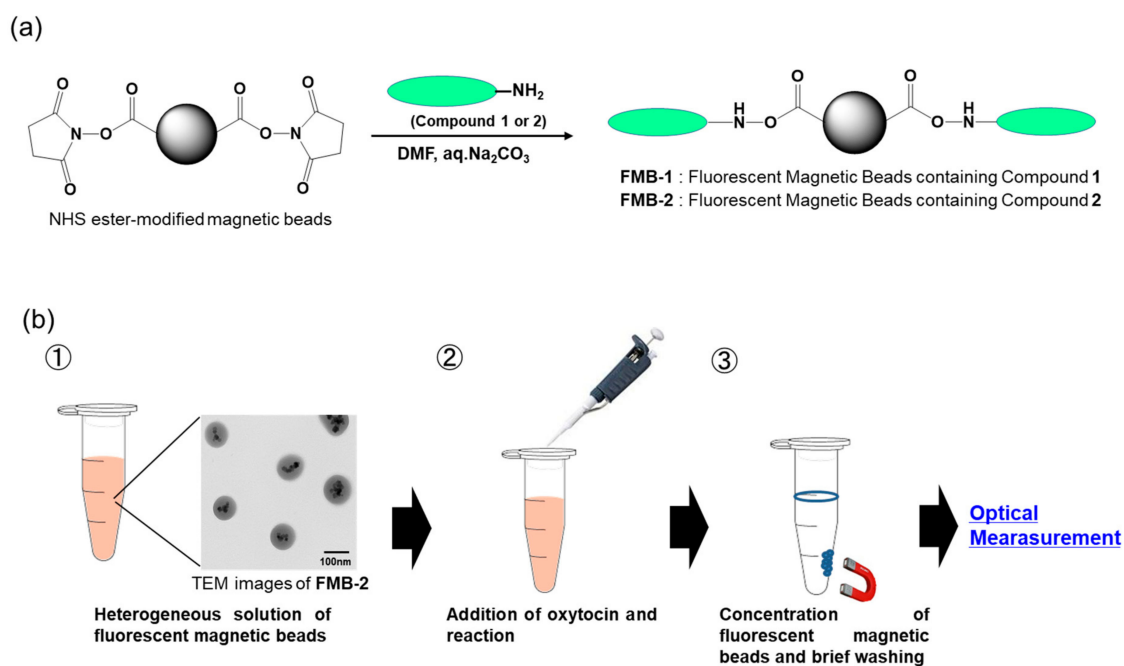 (a)
O
O
O
O
N
O
O
N
O
O
O
O
NH2
(Compound 1 or 2)
DMF, aq.Na2CO3
O
O
H
N
O
O
N
H
NHS ester-modified magnetic beads
FMB-1 : Fluorescent Magnetic Beads containing Compound 1
FMB-2 : Fluorescent Magnetic Beads containing Compound 2
(b)
①
②
③
100nm
TEM images of FMB-2
Heterogeneous solution of
fluorescent magnetic beads
Addition of oxytocin and
reaction
Concentration of
fluorescent magnetic
beads and brief washing
Optical
Mearasurement